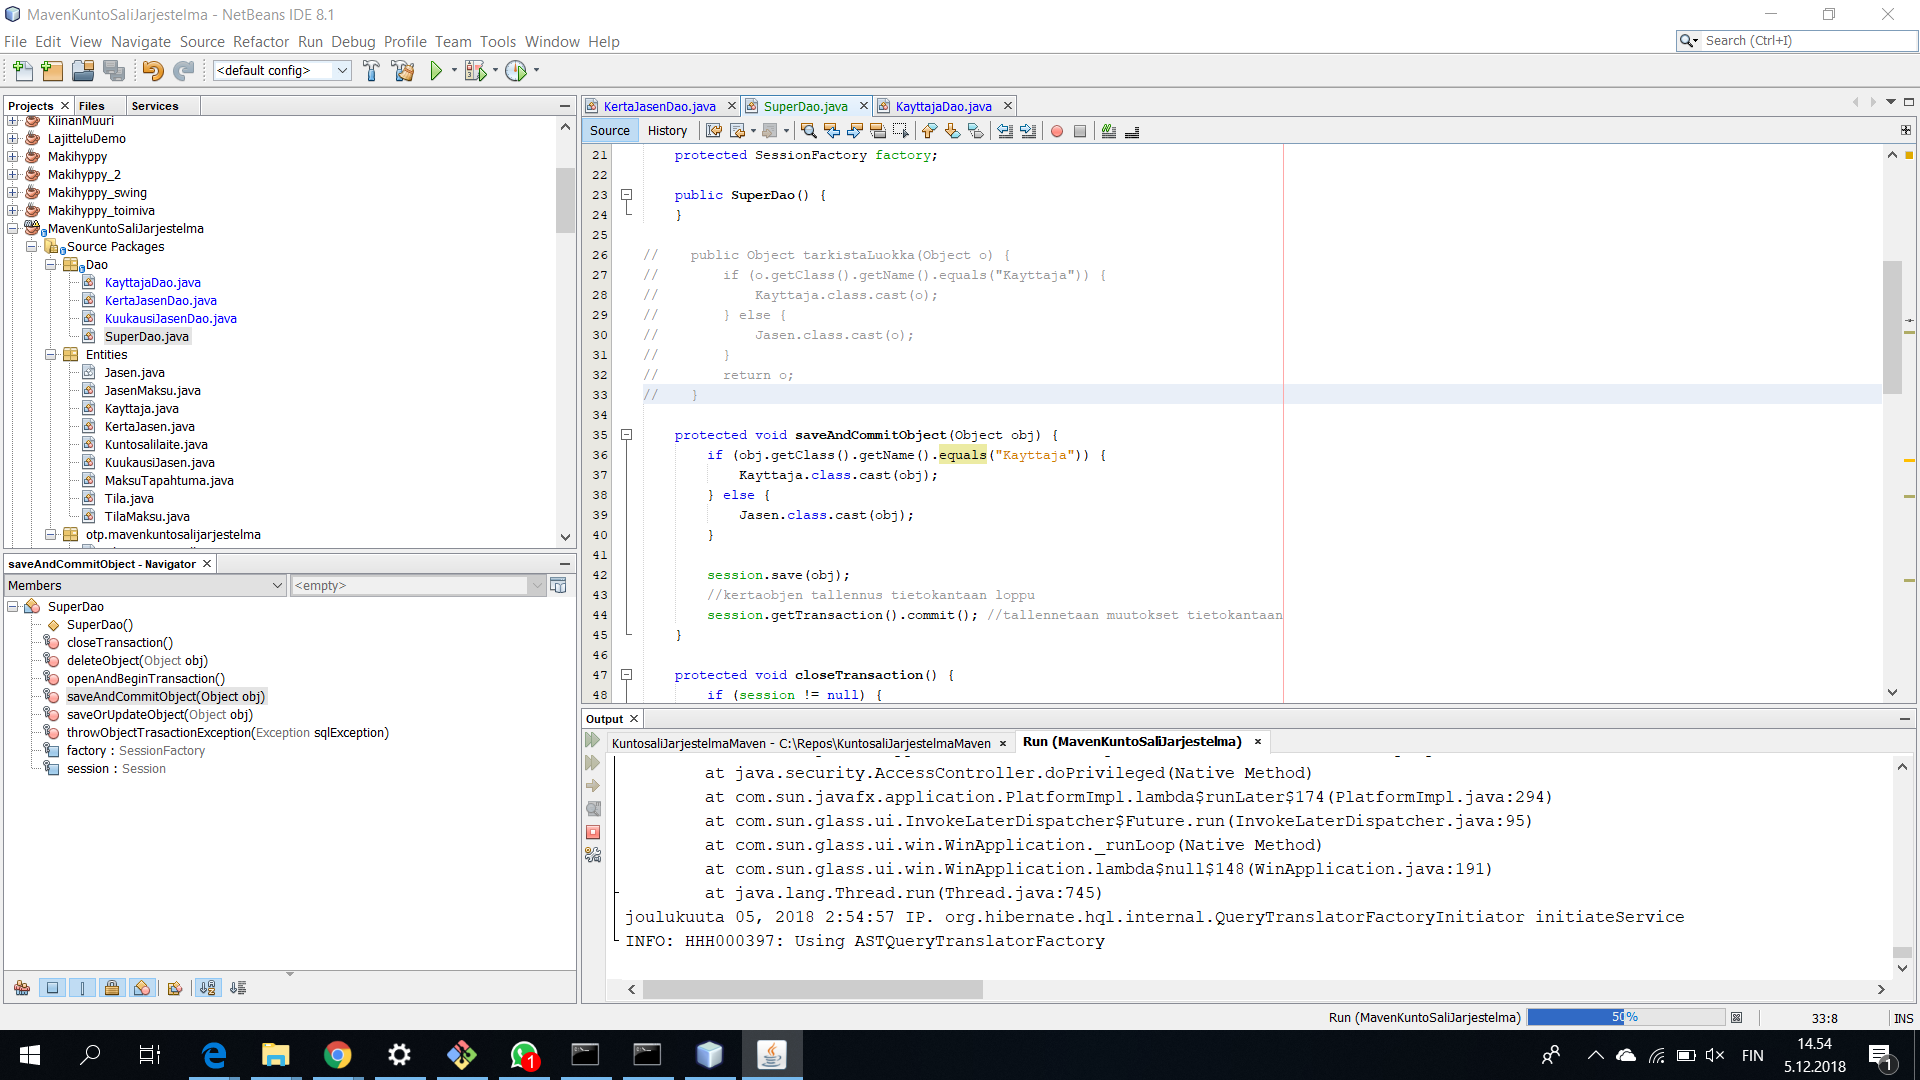 MavenKuntoSaliJarjestelma - NetBeans IDE 8.1
File Edit View Navigate Source Refactor Run Debug Profile Team Tools Window Help
Search (Ctrl+I)
<default config>
Projects Files Services
KiinanMuuri
LajitteluDemo
Makihyppy
Makihyppy_2
Makihyppy_swing
Makihyppy_toimiva
MavenKuntoSaliJarjestelma
Source Packages
Dao
KayttajaDao.java
KertaJasenDao.java
KuukausiJasenDao.java
SuperDao.java
Entities
Jasen.java
JasenMaksu.java
Kayttaja.java
KertaJasen.java
Kuntosalilaite.java
KuukausiJasen.java
MaksuTapahtuma.java
Tila.java
TilaMaksu.java
otp.mavenkuntosalijarjestelma
saveAndCommitObject - Navigator
Members <empty>
SuperDao
SuperDao()
closeTransaction()
deleteObject(Object obj)
openAndBeginTransaction()
saveAndCommitObject(Object obj)
saveOrUpdateObject(Object obj)
throwObjectTrasactionException(Exception sqlException)
factory : SessionFactory
session : Session
KertaJasenDao.java SuperDao.java KayttajaDao.java
Source History
21 protected SessionFactory factory;
22
23 public SuperDao() {
24 }
25
26 // public Object tarkistaLuokka(Object o) {
27 // if (o.getClass().getName().equals("Kayttaja")) {
28 // Kayttaja.class.cast(o);
29 // } else {
30 // Jasen.class.cast(o);
31 // }
32 // return o;
33 // }
34
35 protected void saveAndCommitObject(Object obj) {
36 if (obj.getClass().getName().equals("Kayttaja")) {
37 Kayttaja.class.cast(obj);
38 } else {
39 Jasen.class.cast(obj);
40 }
41
42 session.save(obj);
43 //kertaobjen tallennus tietokantaan loppu
44 session.getTransaction().commit(); //tallennetaan muutokset tietokantaan
45 }
46
47 protected void closeTransaction() {
48 if (session != null) {
Output
KuntosaliJarjestelmaMaven - C:\Repos\KuntosaliJarjestelmaMaven Run (MavenKuntoSaliJarjestelma)
at java.security.AccessController.doPrivileged(Native Method)
at com.sun.javafx.application.PlatformImpl.lambda$runLater$174(PlatformImpl.java:294)
at com.sun.glass.ui.InvokeLaterDispatcher$Future.run(InvokeLaterDispatcher.java:95)
at com.sun.glass.ui.win.WinApplication._runLoop(Native Method)
at com.sun.glass.ui.win.WinApplication.lambda$null$148(WinApplication.java:191)
at java.lang.Thread.run(Thread.java:745)
joulukuuta 05, 2018 2:54:57 IP. org.hibernate.hql.internal.QueryTranslatorFactoryInitiator initiateService
INFO: HHH000397: Using ASTQueryTranslatorFactory
Run (MavenKuntoSaliJarjestelma) 50% 33:8 INS
1
FIN
14.54
5.12.2018
1